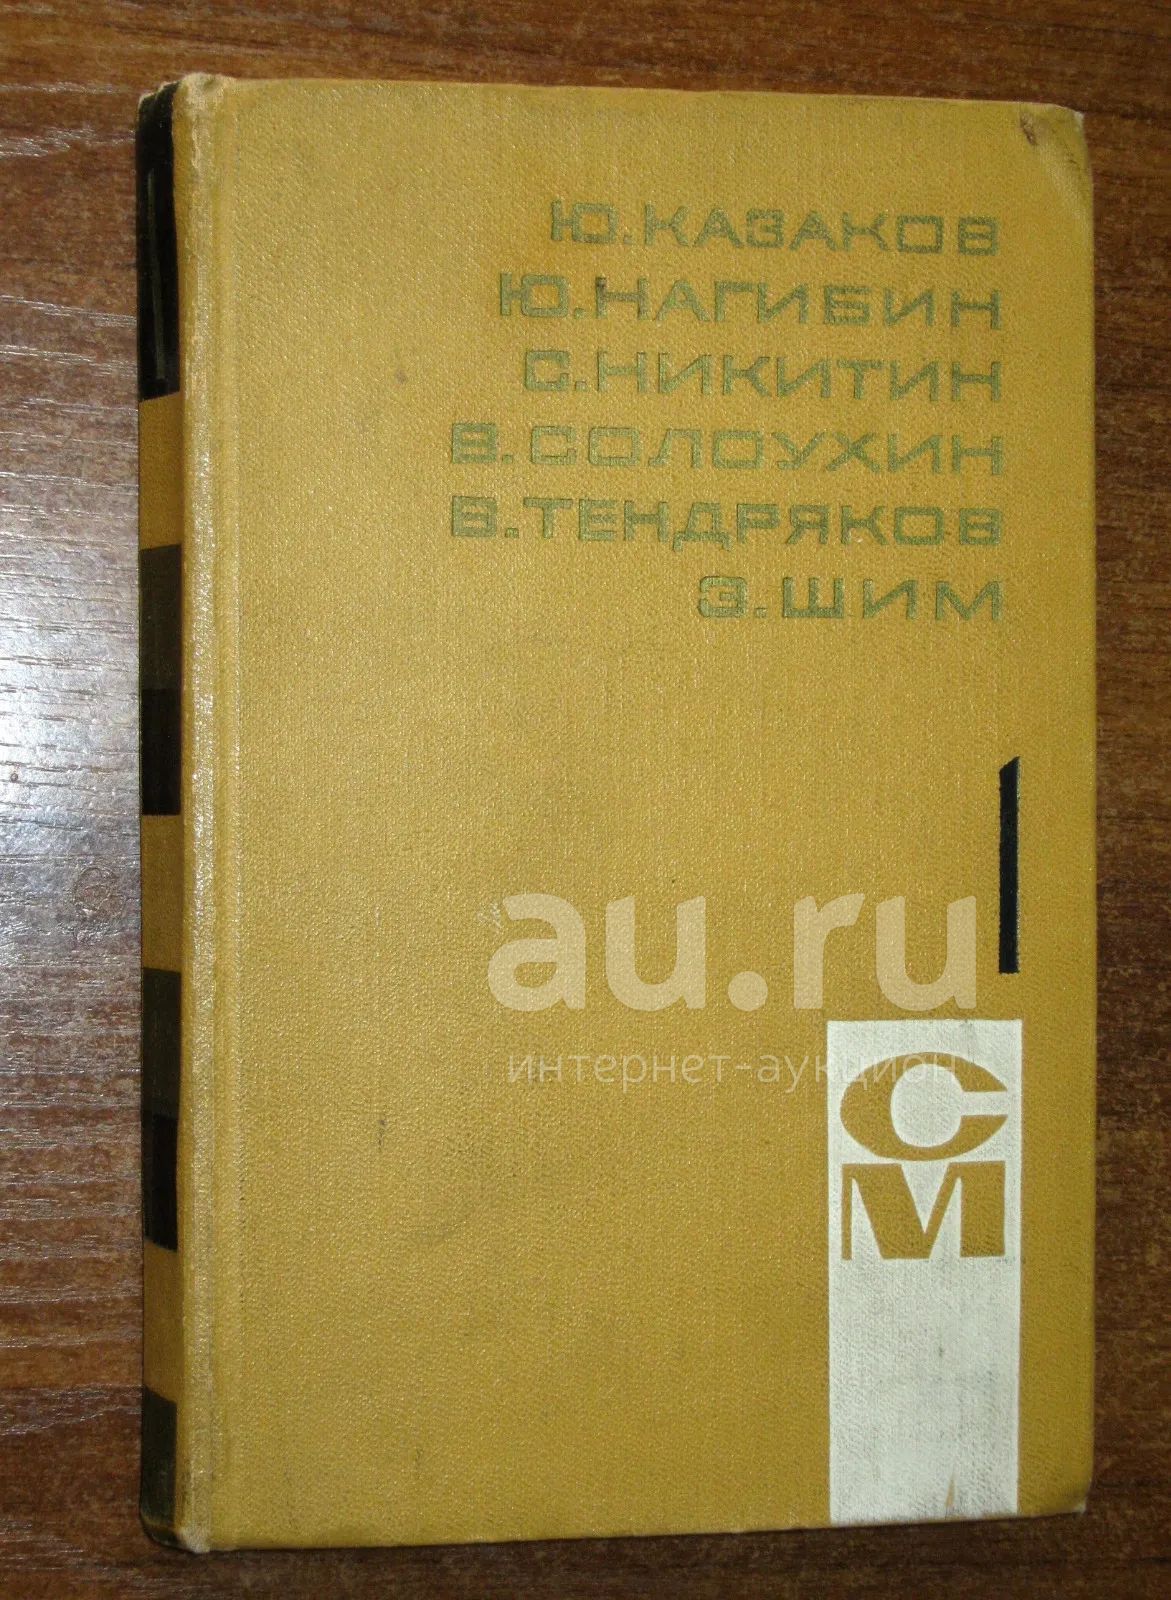 Ю.КАЗАКОВ
Ю.НАГИБИН
С.НИКИТИН
В.СОЛОУХИН
В.ТЕНДРЯКОВ
Э.ШИМ
au.ru
интернет-аукцион
С
М